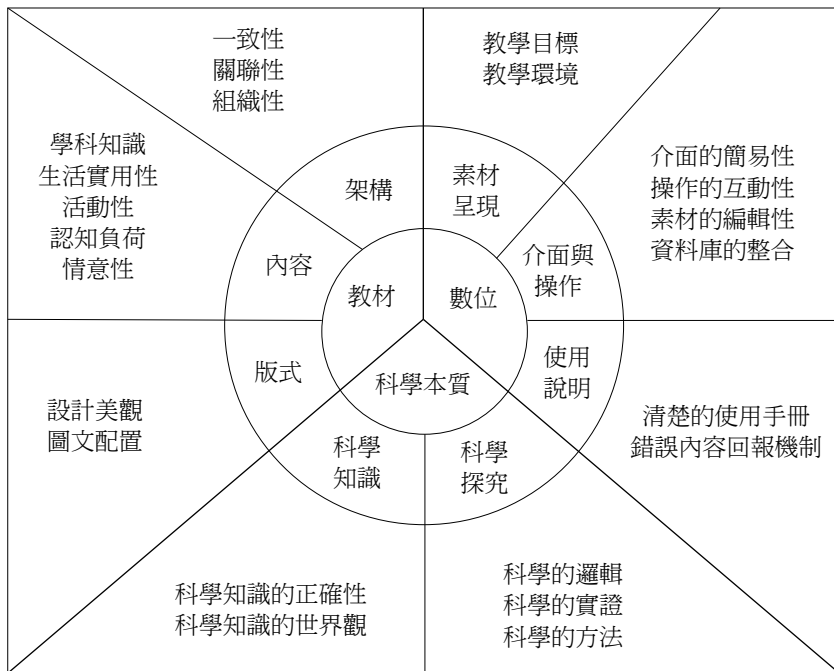 一致性
關聯性
組織性
教學目標
教學環境
學科知識
生活實用性
活動性
認知負荷
情意性
架構
素材
呈現
介面的簡易性
操作的互動性
素材的編輯性
資料庫的整合
內容
教材
數位
介面與
操作
版式
科學本質
使用
說明
設計美觀
圖文配置
科學
知識
科學
探究
清楚的使用手冊
錯誤內容回報機制
科學知識的正確性
科學知識的世界觀
科學的邏輯
科學的實證
科學的方法